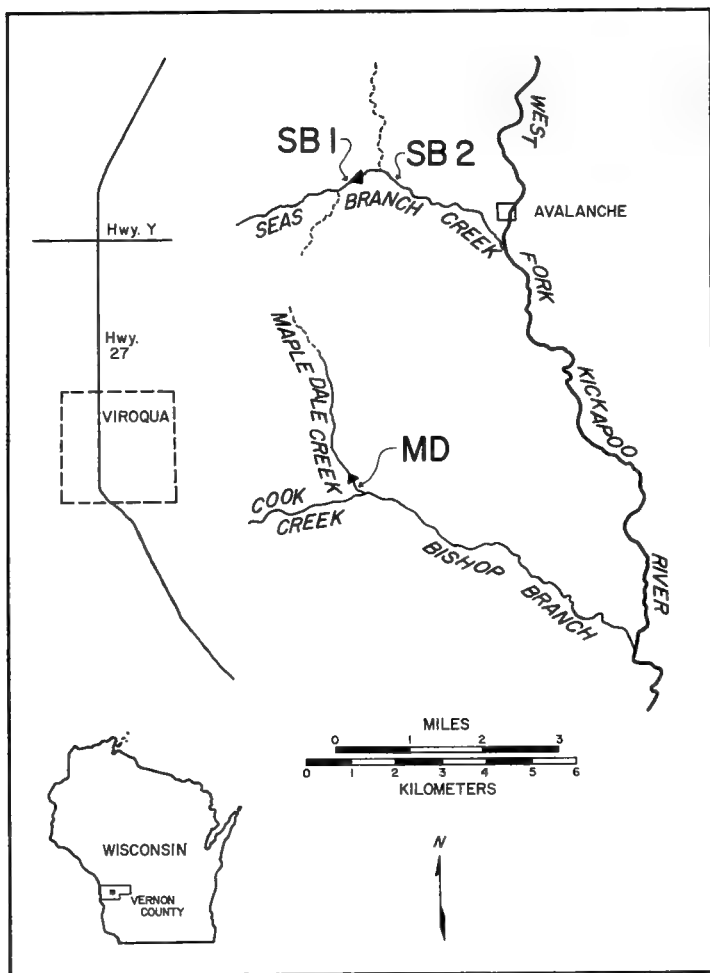 WEST
FORK
KICKAPOO
RIVER
SB 1
SB 2
SEAS
BRANCH
CREEK
AVALANCHE
Hwy. Y
Hwy.
27
VIROQUA
MAPLE DALE CREEK
MD
COOK
CREEK
BISHOP
BRANCH
MILES
0 1 2 3
0 1 2 3 4 5 6
KILOMETERS
WISCONSIN
VERNON
COUNTY
N